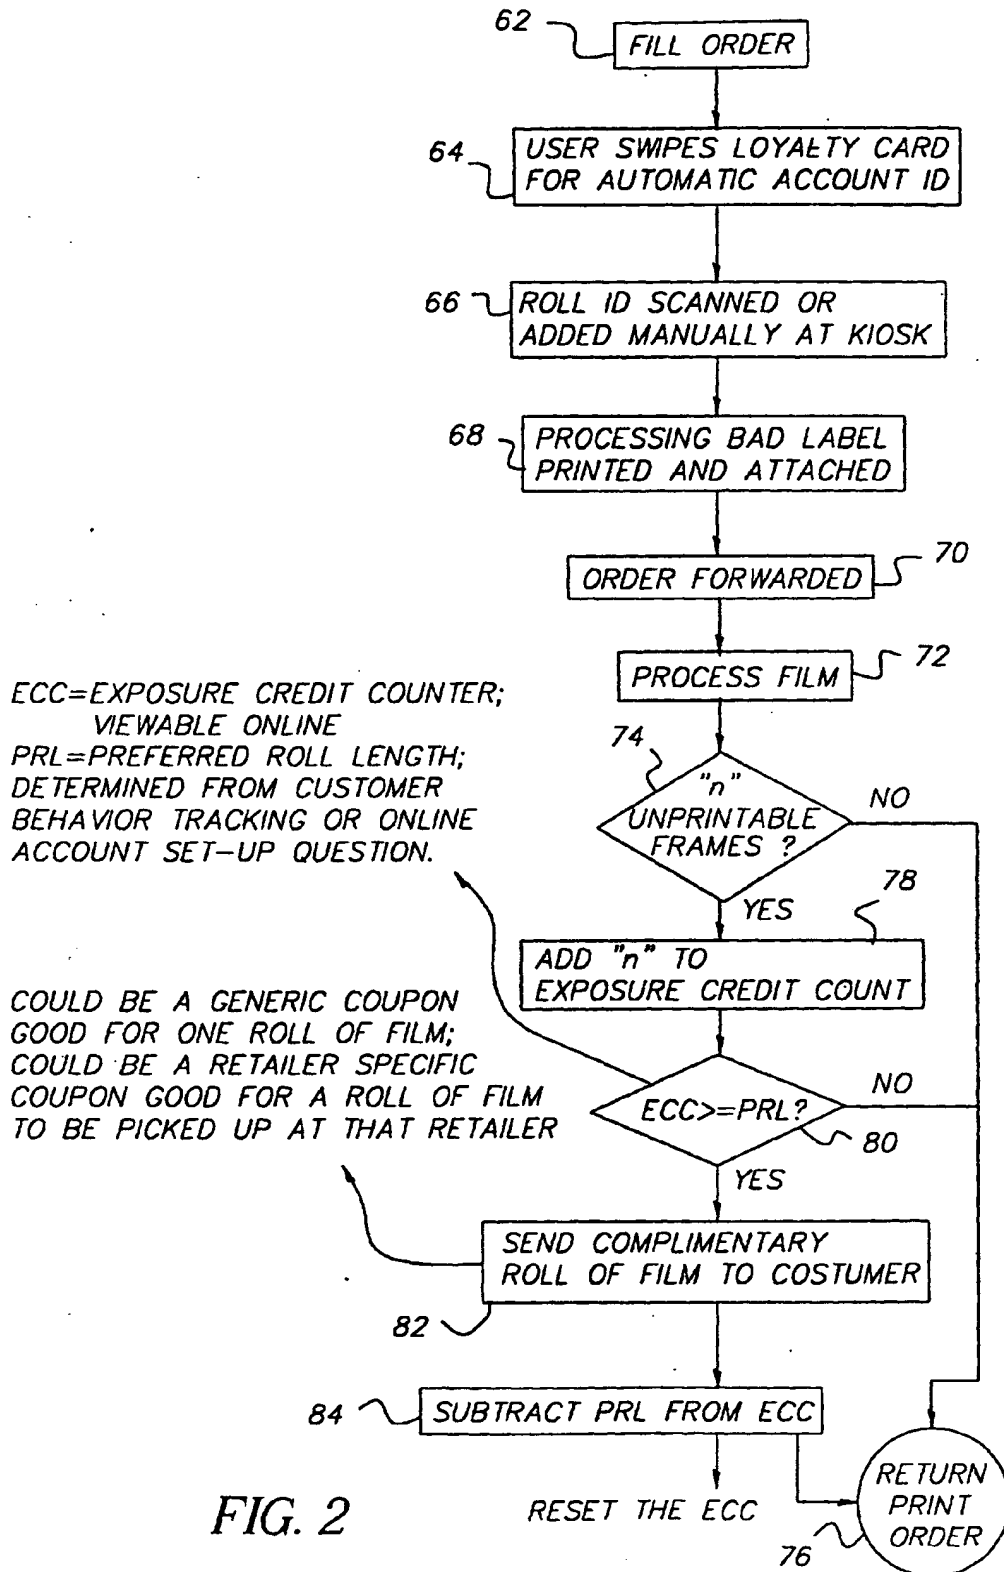 62
FILL ORDER
64
USER SWIPES LOYALTY CARD
FOR AUTOMATIC ACCOUNT ID
66
ROLL ID SCANNED OR
ADDED MANUALLY AT KIOSK
68
PROCESSING BAD LABEL
PRINTED AND ATTACHED
70
ORDER FORWARDED
72
PROCESS FILM
ECC=EXPOSURE CREDIT COUNTER;
VIEWABLE ONLINE
PRL=PREFERRED ROLL LENGTH;
DETERMINED FROM CUSTOMER
BEHAVIOR TRACKING OR ONLINE
ACCOUNT SET-UP QUESTION.
74
"n"
UNPRINTABLE
FRAMES ?
NO
YES
78
ADD "n" TO
EXPOSURE CREDIT COUNT
COULD BE A GENERIC COUPON
GOOD FOR ONE ROLL OF FILM;
COULD BE A RETAILER SPECIFIC
COUPON GOOD FOR A ROLL OF FILM
TO BE PICKED UP AT THAT RETAILER
ECC>=PRL?
NO
80
YES
SEND COMPLIMENTARY
ROLL OF FILM TO COSTUMER
82
84
SUBTRACT PRL FROM ECC
RESET THE ECC
RETURN
PRINT
ORDER
76
FIG. 2